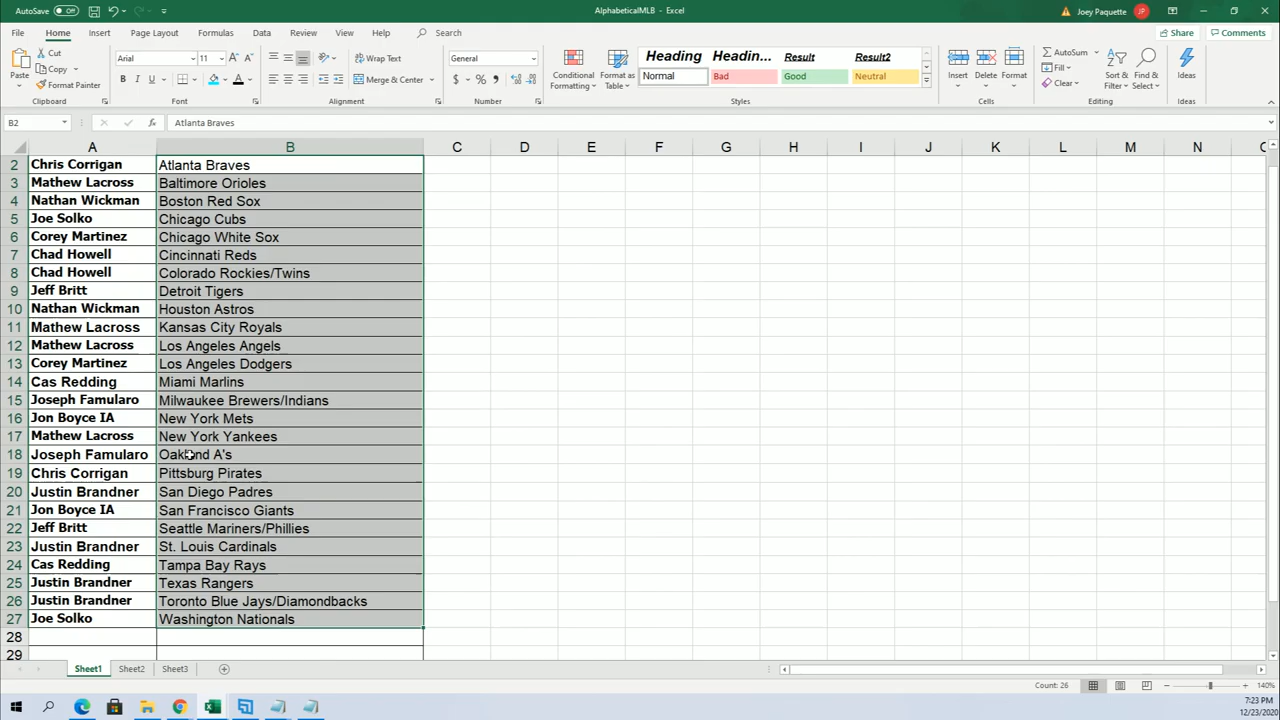 AutoSave Off
AlphabeticalMLB - Excel
Joey Paquette JP
File Home Insert Page Layout Formulas Data Review View Help Search Share Comments
Paste Cut Copy Format Painter Clipboard
Arial 11 A A B I U A Font
Wrap Text Merge & Center Alignment
General $ % , Number
Conditional Formatting Format as Table
Heading Headin... Result Result2
Normal Bad Good Neutral Styles
Insert Delete Format Cells
AutoSum Fill Clear Sort & Filter Find & Select Editing
Ideas Ideas
B2 fx Atlanta Braves
A B C D E F G H I J K L M N
2 Chris Corrigan Atlanta Braves
3 Mathew Lacross Baltimore Orioles
4 Nathan Wickman Boston Red Sox
5 Joe Solko Chicago Cubs
6 Corey Martinez Chicago White Sox
7 Chad Howell Cincinnati Reds
8 Chad Howell Colorado Rockies/Twins
9 Jeff Britt Detroit Tigers
10 Nathan Wickman Houston Astros
11 Mathew Lacross Kansas City Royals
12 Mathew Lacross Los Angeles Angels
13 Corey Martinez Los Angeles Dodgers
14 Cas Redding Miami Marlins
15 Joseph Famularo Milwaukee Brewers/Indians
16 Jon Boyce IA New York Mets
17 Mathew Lacross New York Yankees
18 Joseph Famularo Oakland A's
19 Chris Corrigan Pittsburg Pirates
20 Justin Brandner San Diego Padres
21 Jon Boyce IA San Francisco Giants
22 Jeff Britt Seattle Mariners/Phillies
23 Justin Brandner St. Louis Cardinals
24 Cas Redding Tampa Bay Rays
25 Justin Brandner Texas Rangers
26 Justin Brandner Toronto Blue Jays/Diamondbacks
27 Joe Solko Washington Nationals
28
29
Sheet1 Sheet2 Sheet3
Count: 26 140%
7:23 PM
12/23/2020